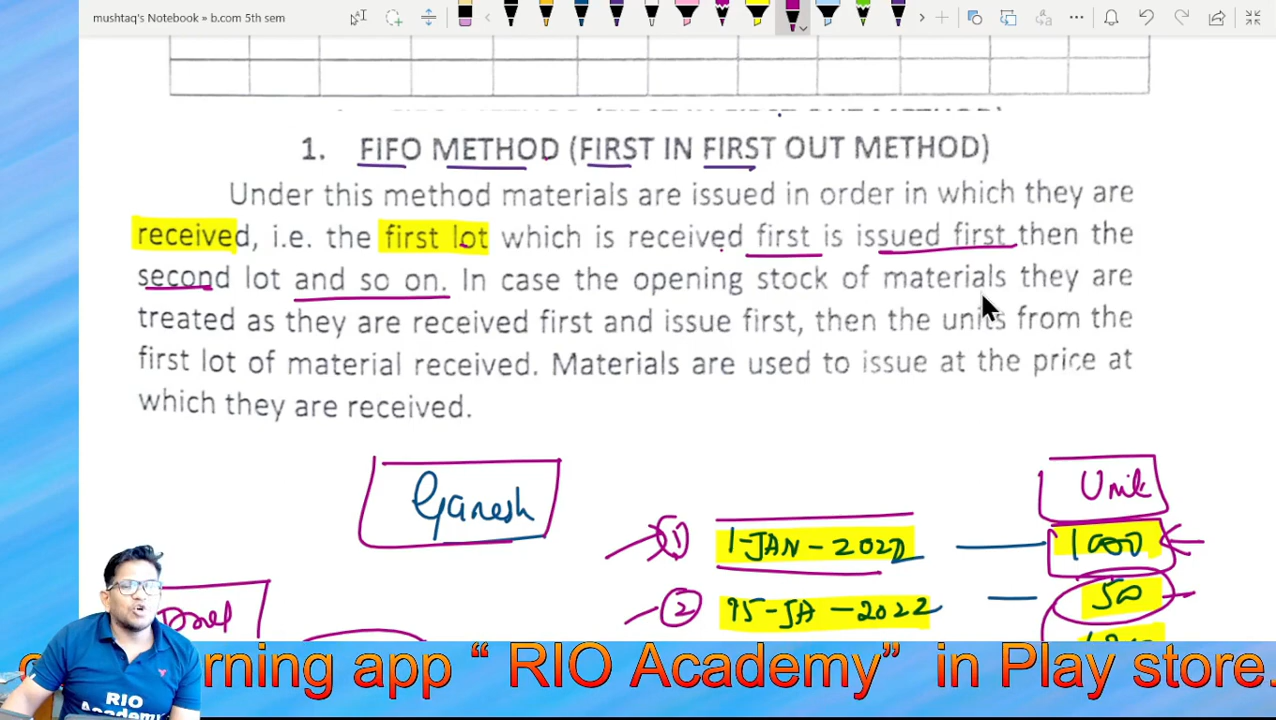 mushtaq's Notebook » b.com 5th sem
1. FIFO METHOD (FIRST IN FIRST OUT METHOD)
Under this method materials are issued in order in which they are
received, i.e. the first lot which is received first is issued first then the
second lot and so on. In case the opening stock of materials they are
treated as they are received first and issue first, then the units from the
first lot of material received. Materials are used to issue at the price at
which they are received.
Ganesh
Unit
1 1-JAN-2022 1000
2 15-JA-2022 50
rning app “ RIO Academy” in Play store.
RIO
Academy